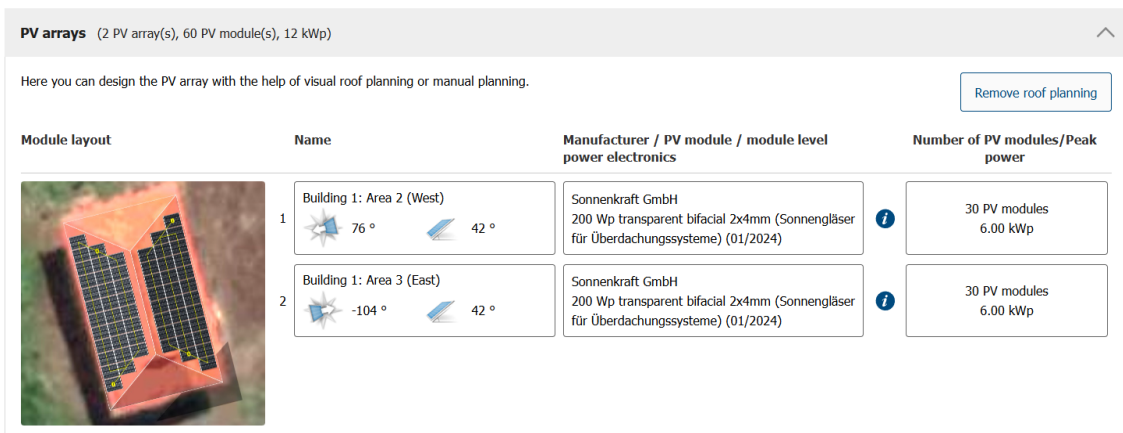 PV arrays (2 PV array(s), 60 PV module(s), 12 kWp)
Here you can design the PV array with the help of visual roof planning or manual planning.
Remove roof planning
Module layout
Name
Manufacturer / PV module / module level
power electronics
Number of PV modules/Peak
power
1
Building 1: Area 2 (West)
76 °
42 °
Sonnenkraft GmbH
200 Wp transparent bifacial 2x4mm (Sonnengläser
für Überdachungssysteme) (01/2024)
i
30 PV modules
6.00 kWp
2
Building 1: Area 3 (East)
-104 °
42 °
Sonnenkraft GmbH
200 Wp transparent bifacial 2x4mm (Sonnengläser
für Überdachungssysteme) (01/2024)
i
30 PV modules
6.00 kWp